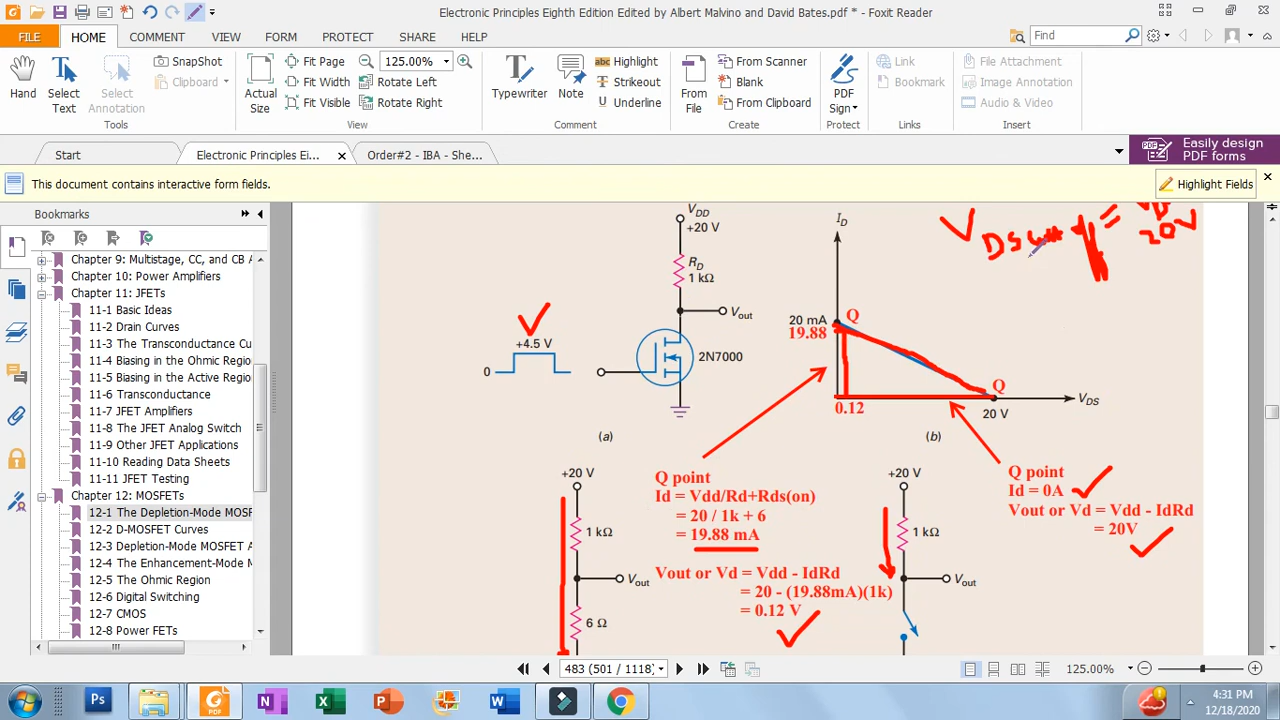 Electronic Principles Eighth Edition Edited by Albert Malvino and David Bates.pdf * - Foxit Reader
FILE HOME COMMENT VIEW FORM PROTECT SHARE HELP
Find
Hand
Select Text
Select Annotation
SnapShot
Clipboard
Tools
Actual Size
Fit Page
Fit Width
Fit Visible
125.00%
Rotate Left
Rotate Right
View
Typewriter
Note
Highlight
Strikeout
Underline
Comment
From File
From Scanner
Blank
From Clipboard
Create
PDF Sign
Protect
Link
Bookmark
Links
File Attachment
Image Annotation
Audio & Video
Insert
Start
Electronic Principles Ei...
Order#2 - IBA - She...
Easily design
PDF forms
This document contains interactive form fields.
Highlight Fields
Bookmarks
Chapter 9: Multistage, CC, and CB A
Chapter 10: Power Amplifiers
Chapter 11: JFETs
11-1 Basic Ideas
11-2 Drain Curves
11-3 The Transconductance Cu
11-4 Biasing in the Ohmic Regio
11-5 Biasing in the Active Region
11-6 Transconductance
11-7 JFET Amplifiers
11-8 The JFET Analog Switch
11-9 Other JFET Applications
11-10 Reading Data Sheets
11-11 JFET Testing
Chapter 12: MOSFETs
12-1 The Depletion-Mode MOSF
12-2 D-MOSFET Curves
12-3 Depletion-Mode MOSFET A
12-4 The Enhancement-Mode M
12-5 The Ohmic Region
12-6 Digital Switching
12-7 CMOS
12-8 Power FETs
VDD
+20 V
RD
1 kΩ
Vout
+4.5 V
0
2N7000
(a)
ID
20 mA
19.88
Q
Q
0.12
20 V
VDS
(b)
20V
Q point
Id = Vdd/Rd+Rds(on)
= 20 / 1k + 6
= 19.88 mA
Vout or Vd = Vdd - IdRd
= 20 - (19.88mA)(1k)
= 0.12 V
Q point
Id = 0A
Vout or Vd = Vdd - IdRd
= 20V
+20 V
1 kΩ
Vout
6 Ω
+20 V
1 kΩ
Vout
483 (501 / 1118)
125.00%
4:31 PM
12/18/2020